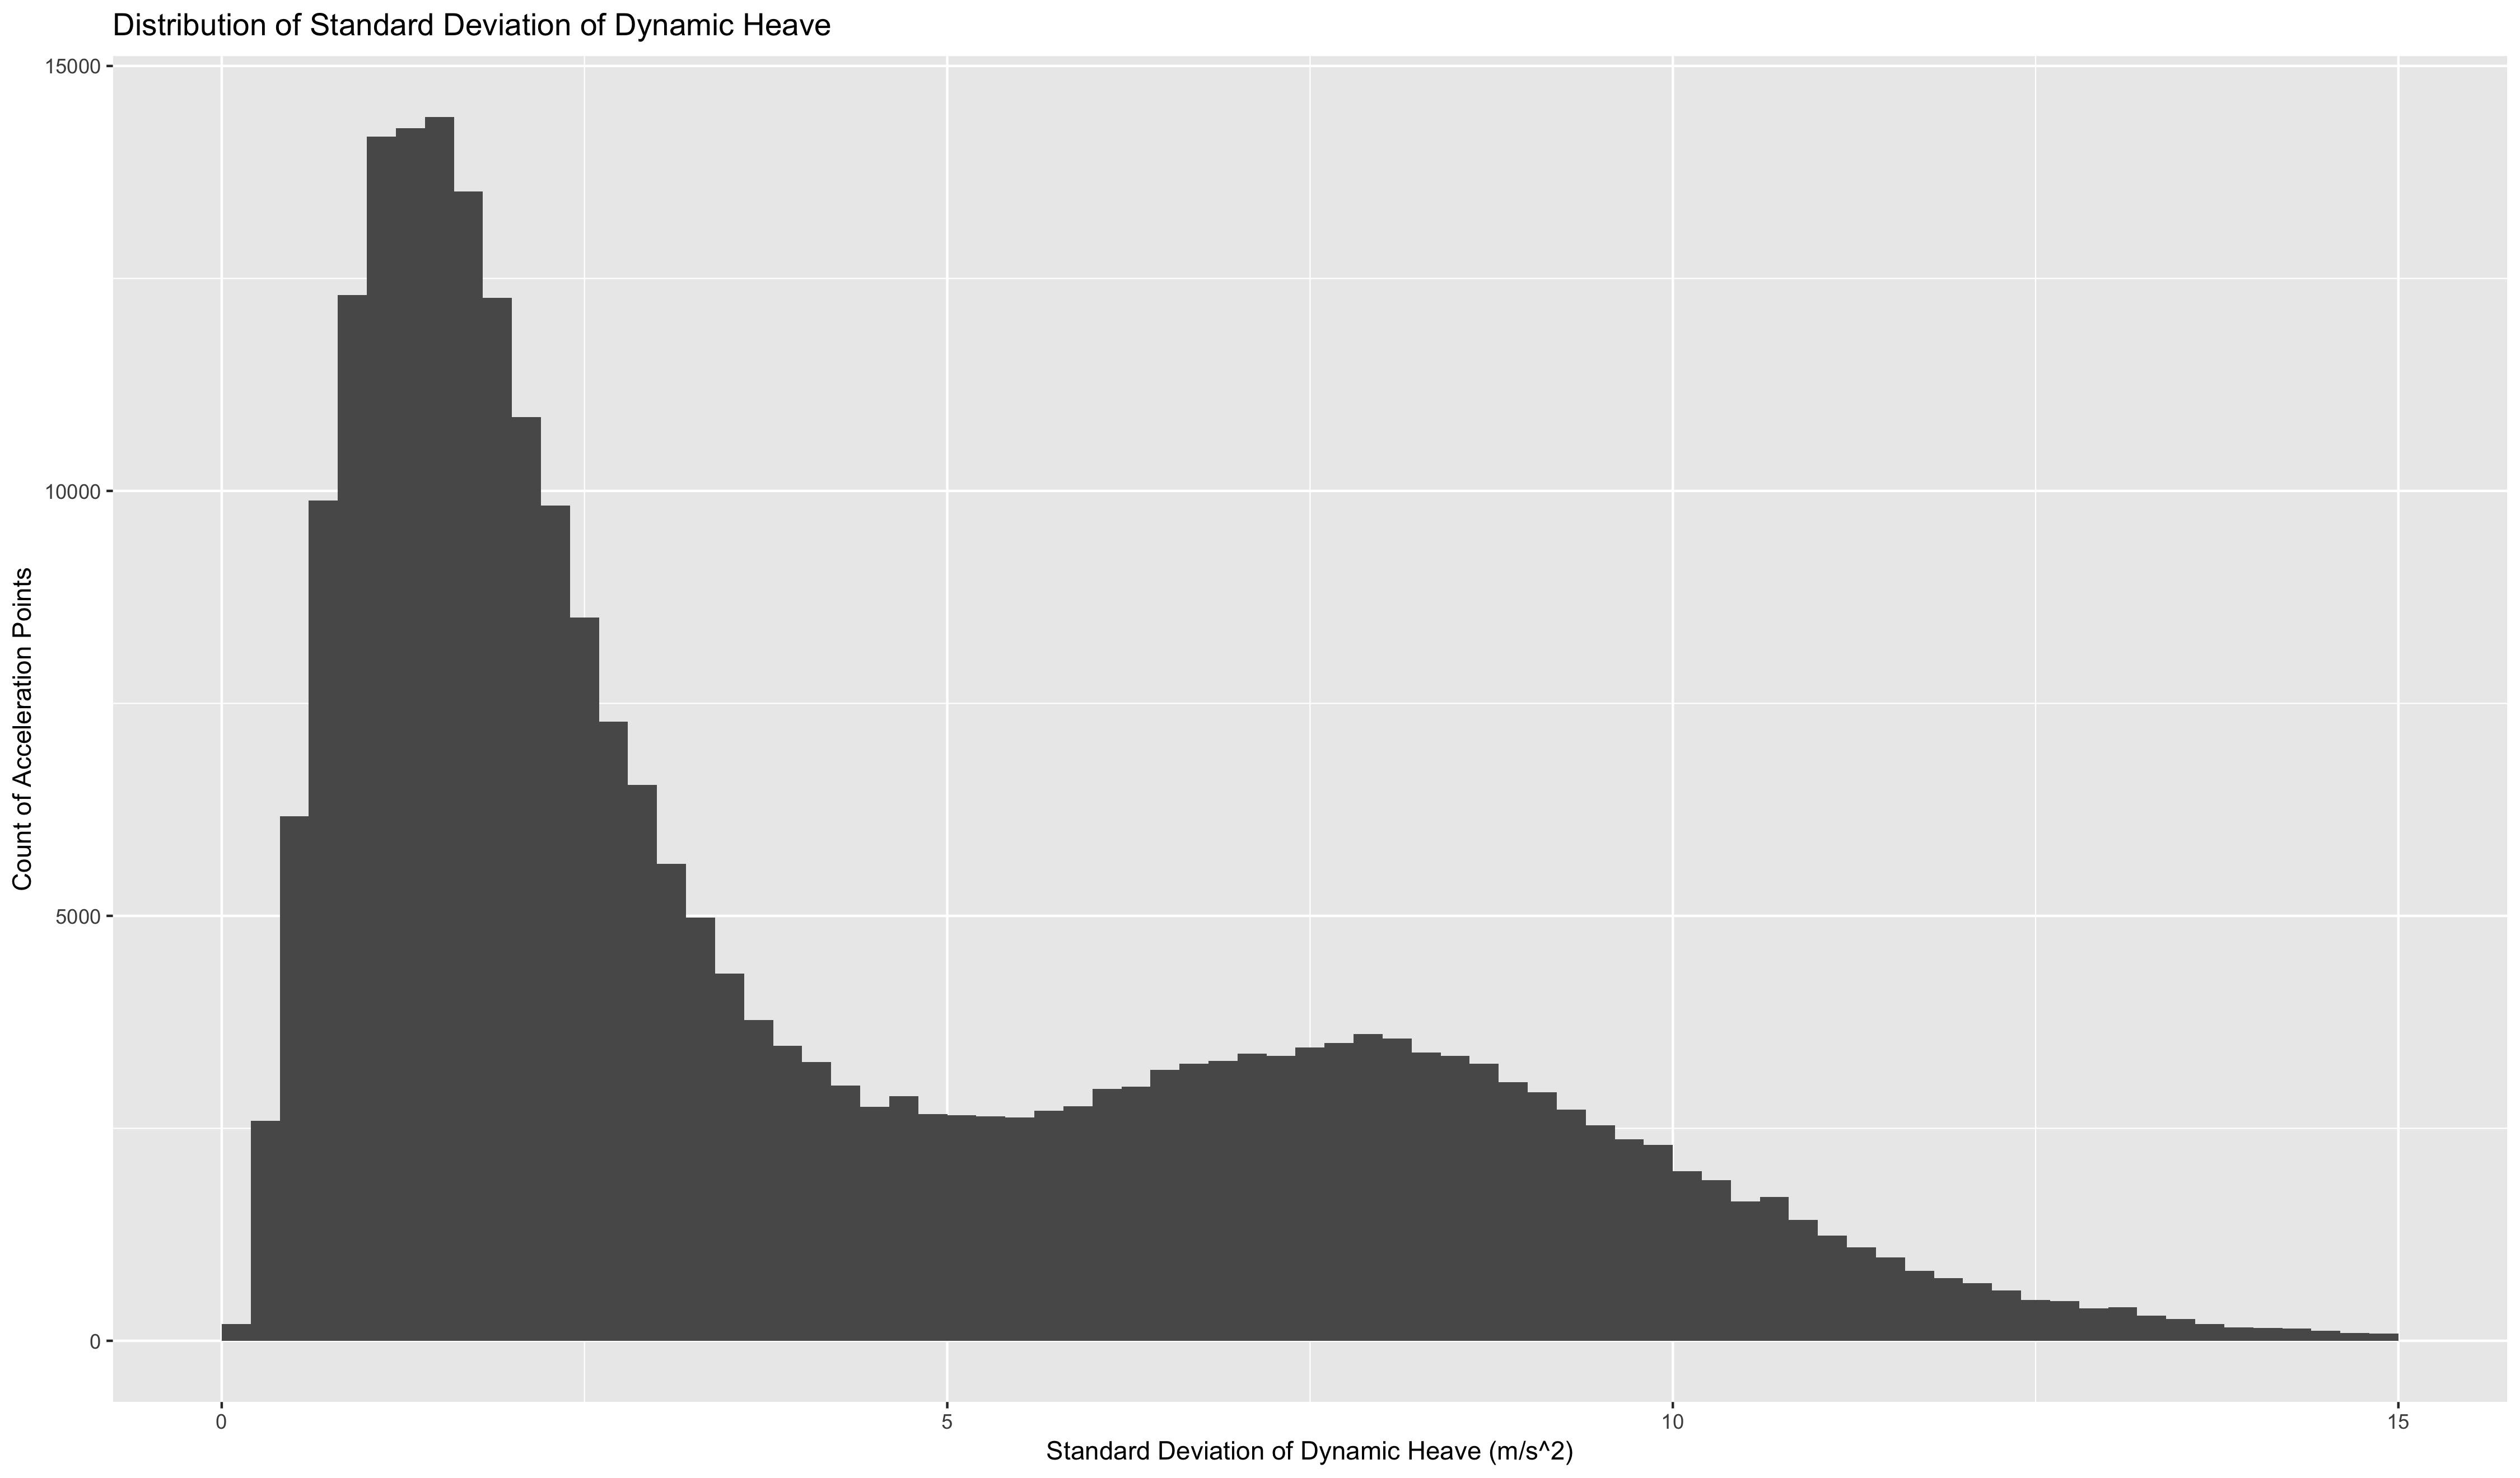 Distribution of Standard Deviation of Dynamic Heave
15000
10000
5000
0
Count of Acceleration Points
0 5 10 15
Standard Deviation of Dynamic Heave (m/s^2)